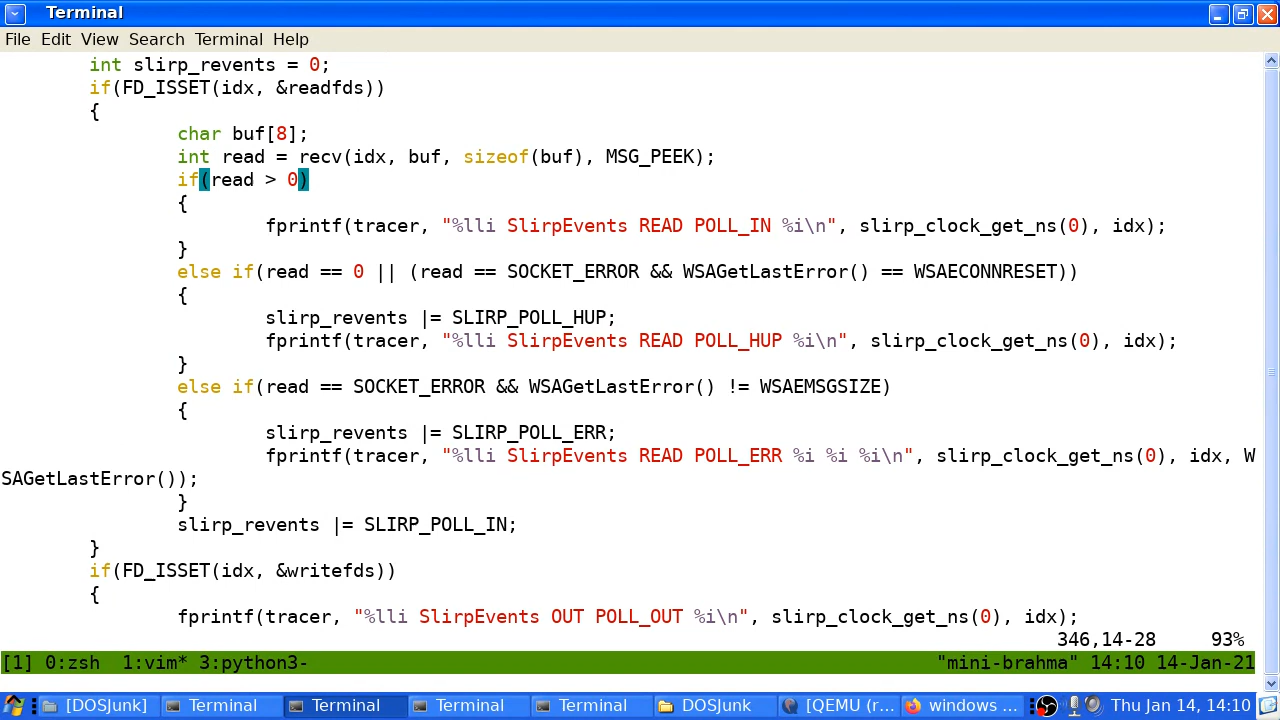 Terminal
File Edit View Search Terminal Help
int slirp_revents = 0;
if(FD_ISSET(idx, &readfds))
{
char buf[8];
int read = recv(idx, buf, sizeof(buf), MSG_PEEK);
if(read > 0)
{
fprintf(tracer, "%lli SlirpEvents READ POLL_IN %i\n", slirp_clock_get_ns(0), idx);
}
else if(read == 0 || (read == SOCKET_ERROR && WSAGetLastError() == WSAECONNRESET))
{
slirp_revents |= SLIRP_POLL_HUP;
fprintf(tracer, "%lli SlirpEvents READ POLL_HUP %i\n", slirp_clock_get_ns(0), idx);
}
else if(read == SOCKET_ERROR && WSAGetLastError() != WSAEMSGSIZE)
{
slirp_revents |= SLIRP_POLL_ERR;
fprintf(tracer, "%lli SlirpEvents READ POLL_ERR %i %i %i\n", slirp_clock_get_ns(0), idx, W
SAGetLastError());
}
slirp_revents |= SLIRP_POLL_IN;
}
if(FD_ISSET(idx, &writefds))
{
fprintf(tracer, "%lli SlirpEvents OUT POLL_OUT %i\n", slirp_clock_get_ns(0), idx);
346,14-28 93%
[1] 0:zsh 1:vim* 3:python3- "mini-brahma" 14:10 14-Jan-21
[DOSJunk] Terminal Terminal Terminal Terminal DOSJunk [QEMU (r... windows ... Thu Jan 14, 14:10